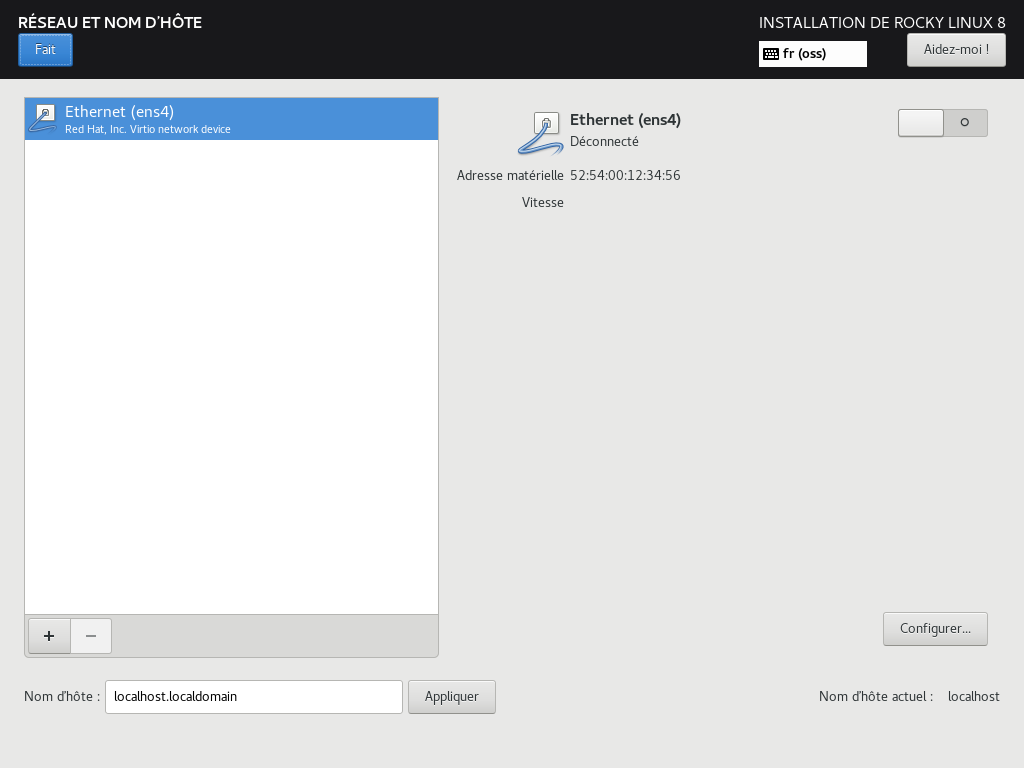 RÉSEAU ET NOM D'HÔTE
INSTALLATION DE ROCKY LINUX 8
Fait
fr (oss)
Aidez-moi !
Ethernet (ens4)
Red Hat, Inc. Virtio network device
Ethernet (ens4)
Déconnecté
Adresse matérielle 52:54:00:12:34:56
Vitesse
Configurer...
Nom d'hôte : localhost.localdomain Appliquer
Nom d'hôte actuel : localhost